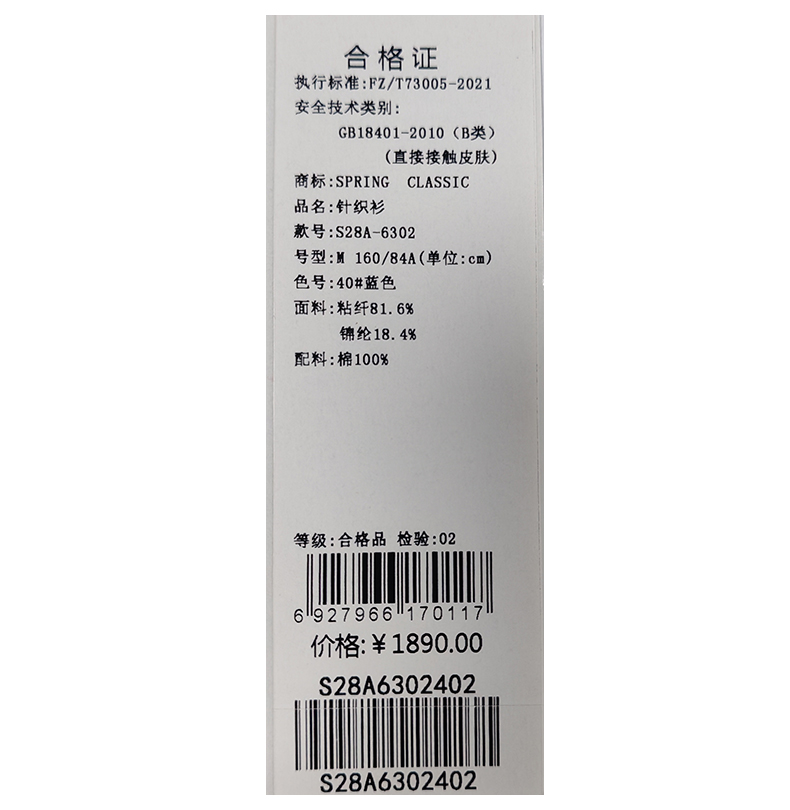 合格证
执行标准:FZ/T73005-2021
安全技术类别:
GB18401-2010（B类）
(直接接触皮肤)
商标:SPRING CLASSIC
品名:针织衫
款号:S28A-6302
号型:M 160/84A(单位:cm)
色号:40#蓝色
面料:粘纤81.6%
锦纶18.4%
配料:棉100%
等级:合格品 检验:02
6 927966 170117
价格:¥1890.00
S28A6302402
S28A6302402